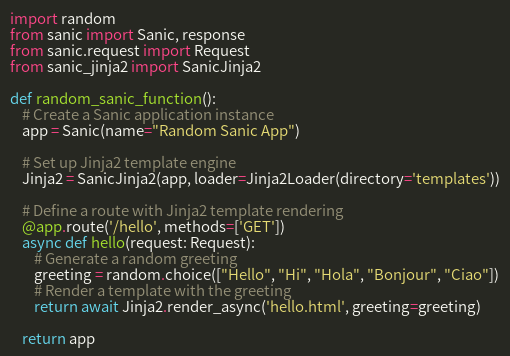 import random
from sanic import Sanic, response
from sanic.request import Request
from sanic_jinja2 import SanicJinja2

def random_sanic_function():
    # Create a Sanic application instance
    app = Sanic(name="Random Sanic App")

    # Set up Jinja2 template engine
    Jinja2 = SanicJinja2(app, loader=Jinja2Loader(directory='templates'))

    # Define a route with Jinja2 template rendering
    @app.route('/hello', methods=['GET'])
    async def hello(request: Request):
        # Generate a random greeting
        greeting = random.choice(["Hello", "Hi", "Hola", "Bonjour", "Ciao"])
        # Render a template with the greeting
        return await Jinja2.render_async('hello.html', greeting=greeting)

    return app